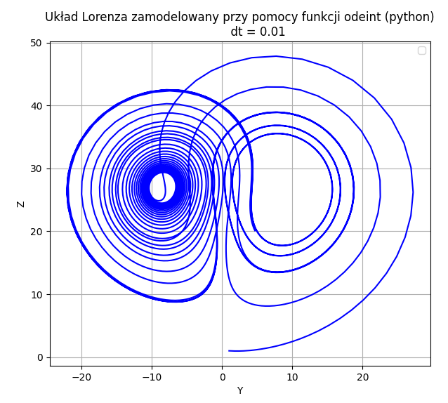 Układ Lorenza zamodelowany przy pomocy funkcji odeint (python)
dt = 0.01
50
40
30
20
10
0
Z
−20
−10
0
10
20
Y